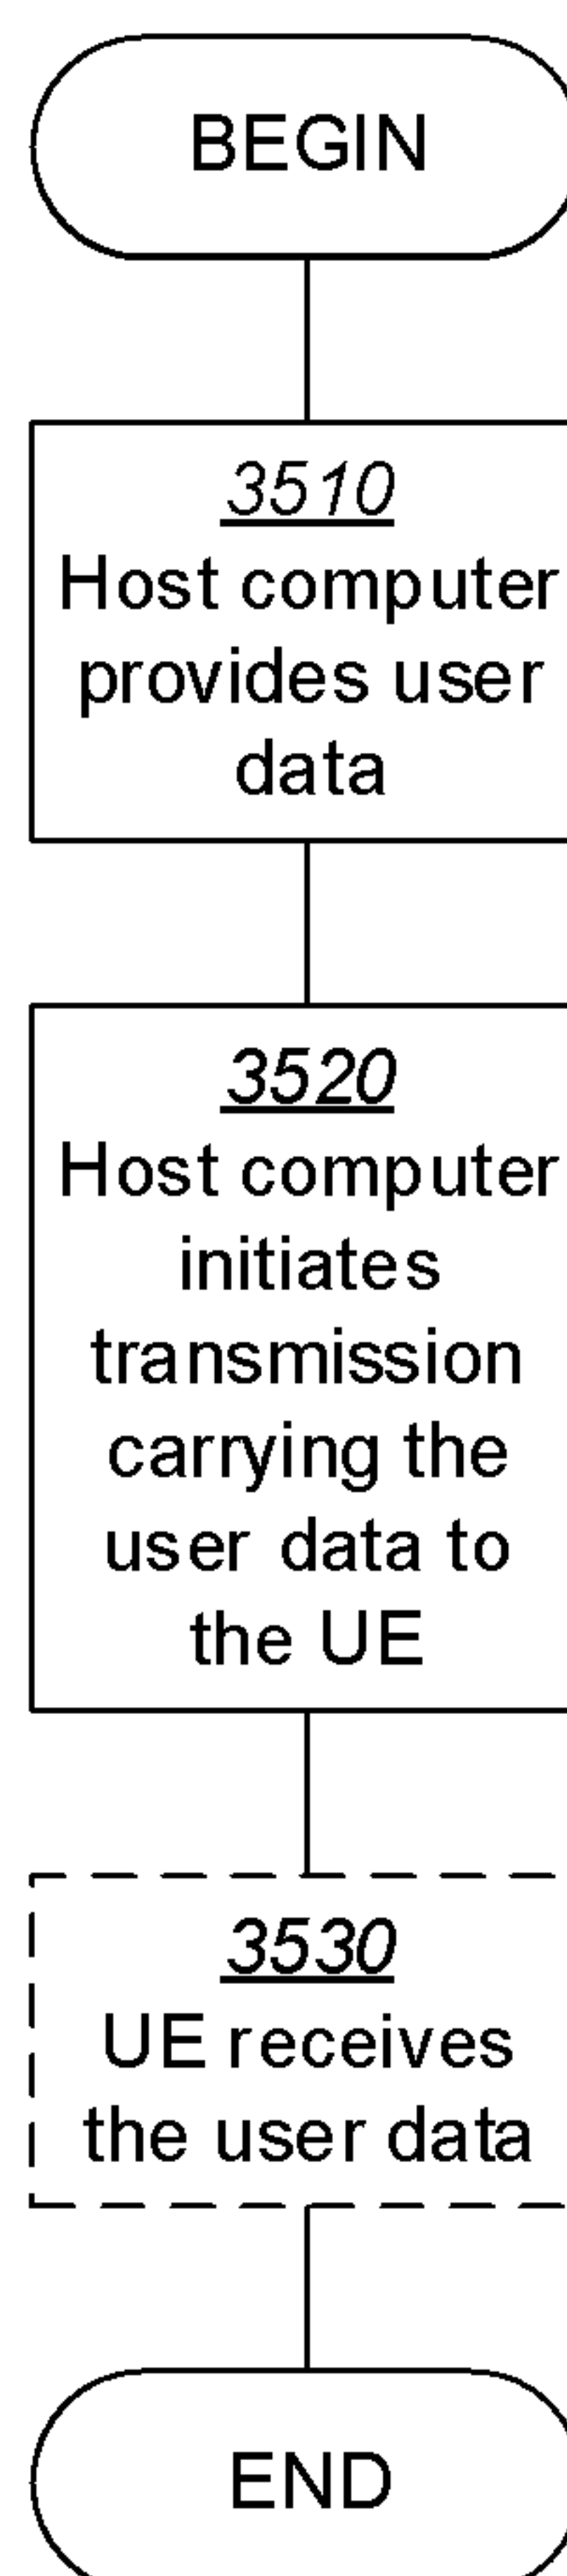 BEGIN
3510
Host computer
provides user
data
3520
Host computer
initiates
transmission
carrying the
user data to
the UE
3530
UE receives
the user data
END